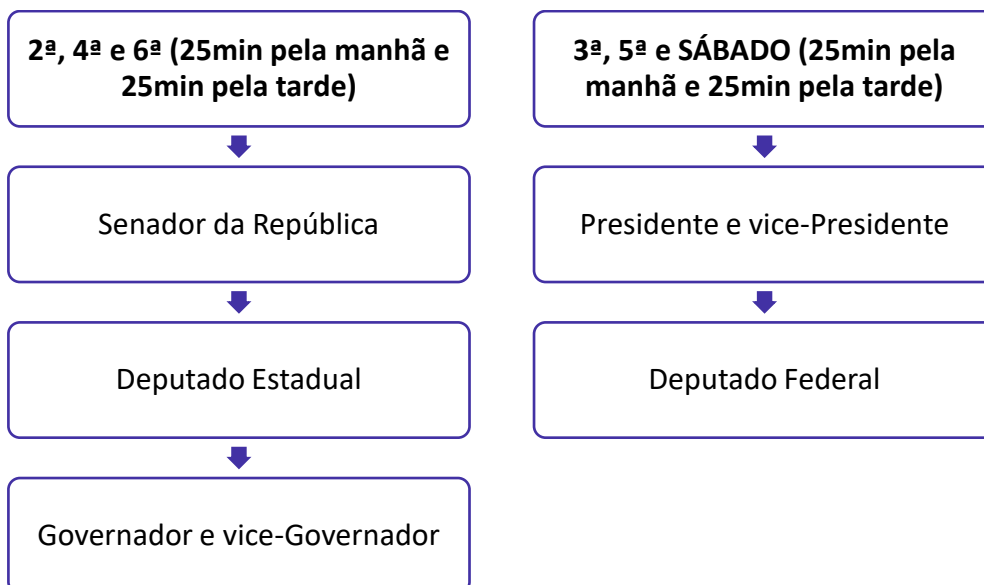 2ª, 4ª e 6ª (25min pela manhã e
25min pela tarde)
Senador da República
Deputado Estadual
Governador e vice-Governador
3ª, 5ª e SÁBADO (25min pela
manhã e 25min pela tarde)
Presidente e vice-Presidente
Deputado Federal